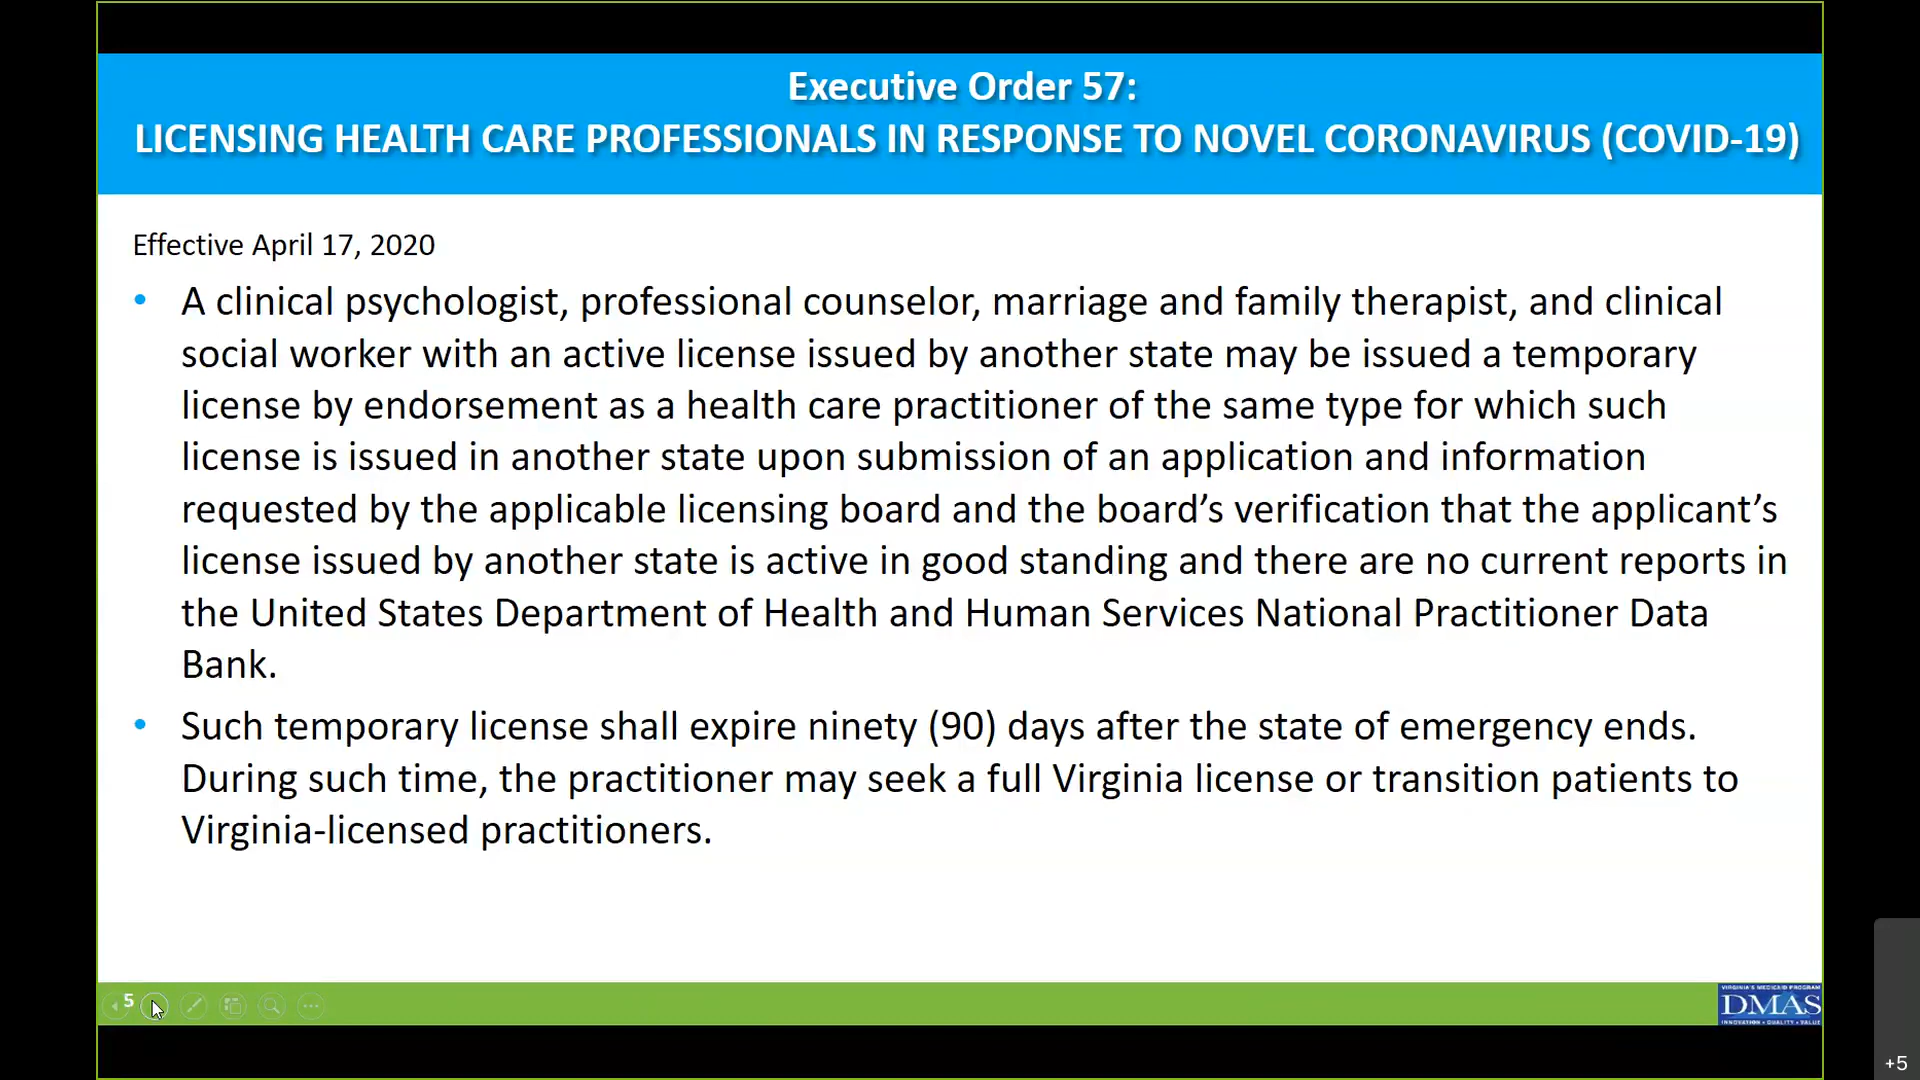 Executive Order 57:
LICENSING HEALTH CARE PROFESSIONALS IN RESPONSE TO NOVEL CORONAVIRUS (COVID-19)
Effective April 17, 2020
• A clinical psychologist, professional counselor, marriage and family therapist, and clinical
social worker with an active license issued by another state may be issued a temporary
license by endorsement as a health care practitioner of the same type for which such
license is issued in another state upon submission of an application and information
requested by the applicable licensing board and the board’s verification that the applicant’s
license issued by another state is active in good standing and there are no current reports in
the United States Department of Health and Human Services National Practitioner Data
Bank.
• Such temporary license shall expire ninety (90) days after the state of emergency ends.
During such time, the practitioner may seek a full Virginia license or transition patients to
Virginia-licensed practitioners.
5
VIRGINIA'S MEDICAID PROGRAM
DMAS
INNOVATION • QUALITY • VALUE
+5